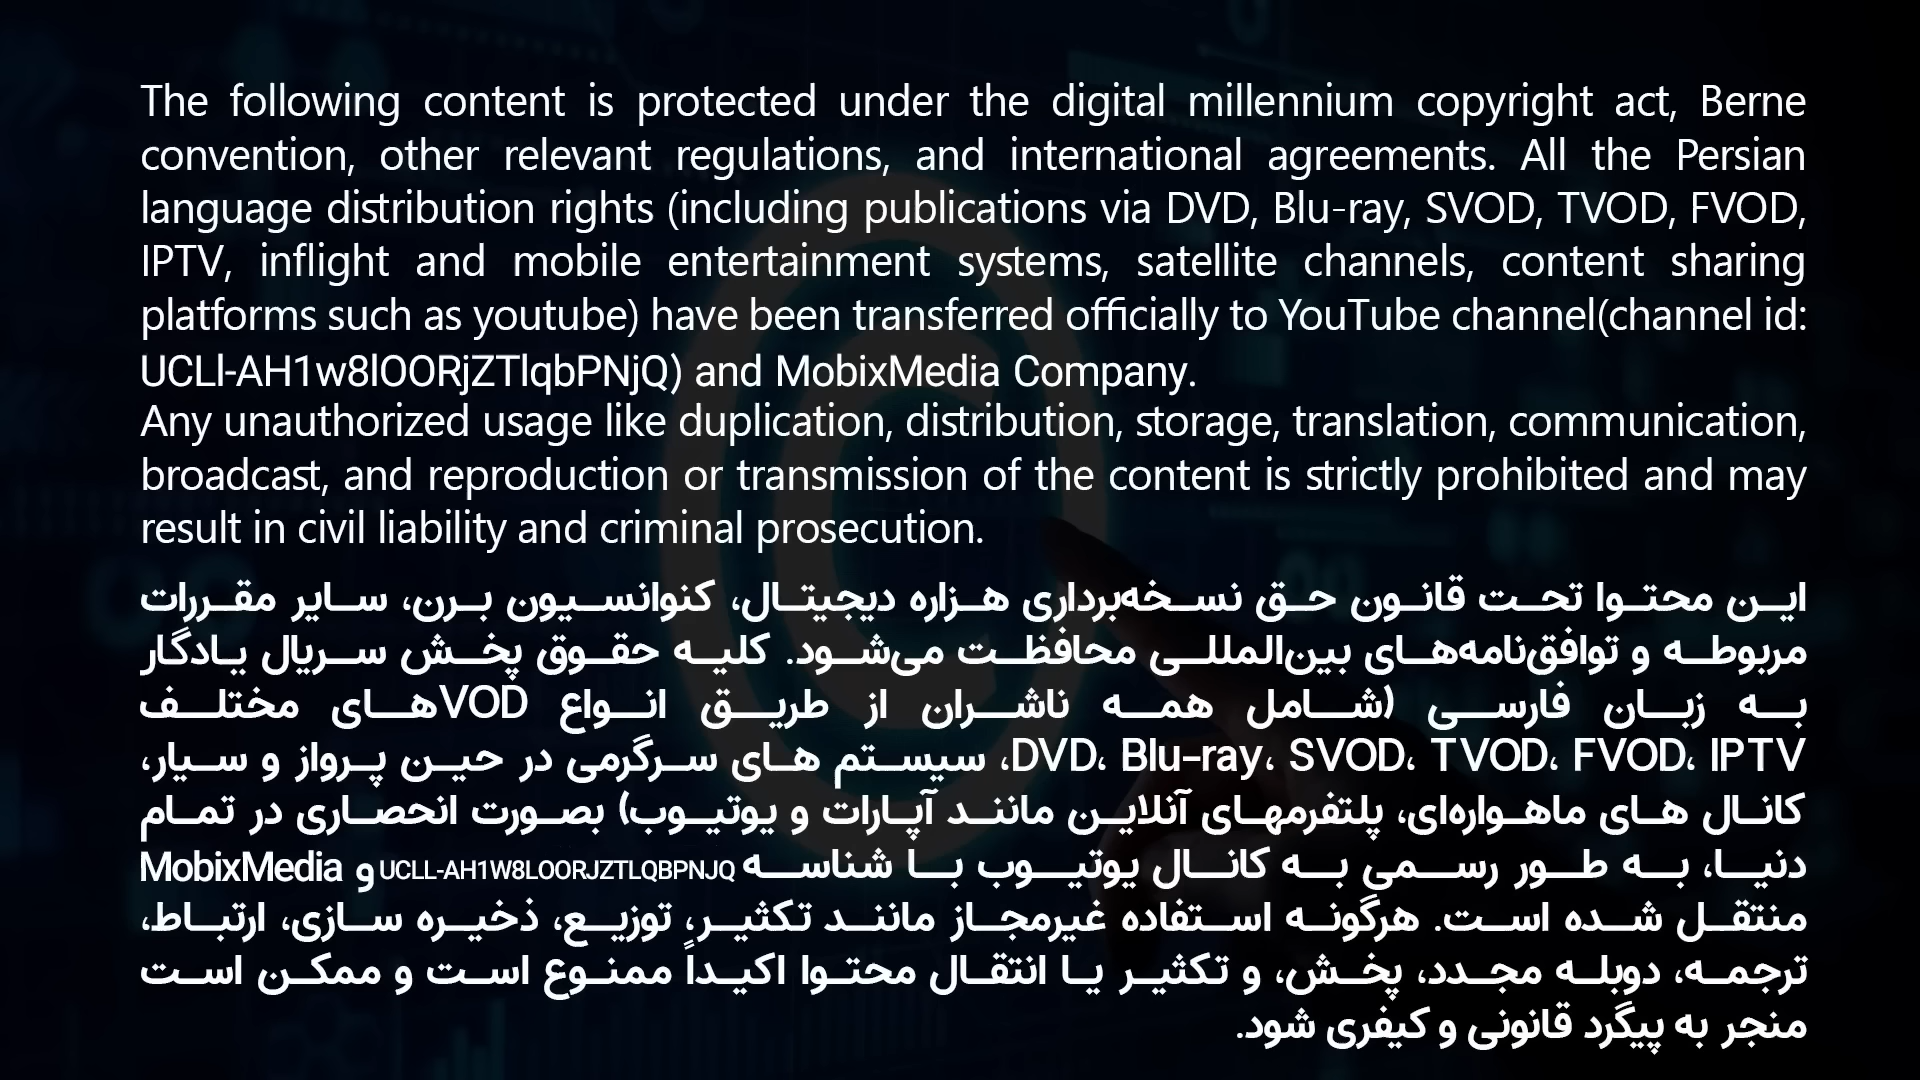 The following content is protected under the digital millennium copyright act, Berne
convention, other relevant regulations, and international agreements. All the Persian
language distribution rights (including publications via DVD, Blu-ray, SVOD, TVOD, FVOD,
IPTV, inflight and mobile entertainment systems, satellite channels, content sharing
platforms such as youtube) have been transferred officially to YouTube channel(channel id:
UCLl-AH1w8lOORjZTlqbPNjQ) and MobixMedia Company.
Any unauthorized usage like duplication, distribution, storage, translation, communication,
broadcast, and reproduction or transmission of the content is strictly prohibited and may
result in civil liability and criminal prosecution.
این محتوا تحت قانون حق نسخه‌برداری هزاره دیجیتال، کنوانسیون برن، سایر مقررات
مربوطه و توافق‌نامه‌های بین‌المللی محافظت می‌شود. کلیه حقوق پخش سریال یادگار
به زبان فارسی (شامل همه ناشران از طریق انواع VODهای مختلف
DVD، Blu-ray، SVOD، TVOD، FVOD، IPTV، سیستم های سرگرمی در حین پرواز و سیار،
کانال های ماهواره‌ای، پلتفرمهای آنلاین مانند آپارات و یوتیوب) بصورت انحصاری در تمام
دنیا، به طور رسمی به کانال یوتیوب با شناسه UCLL-AH1W8LOORJZTLQBPNJQ و MobixMedia
منتقل شده است. هرگونه استفاده غیرمجاز مانند تکثیر، توزیع، ذخیره سازی، ارتباط،
ترجمه، دوبله مجدد، پخش، و تکثیر یا انتقال محتوا اکیداً ممنوع است و ممکن است
منجر به پیگرد قانونی و کیفری شود.